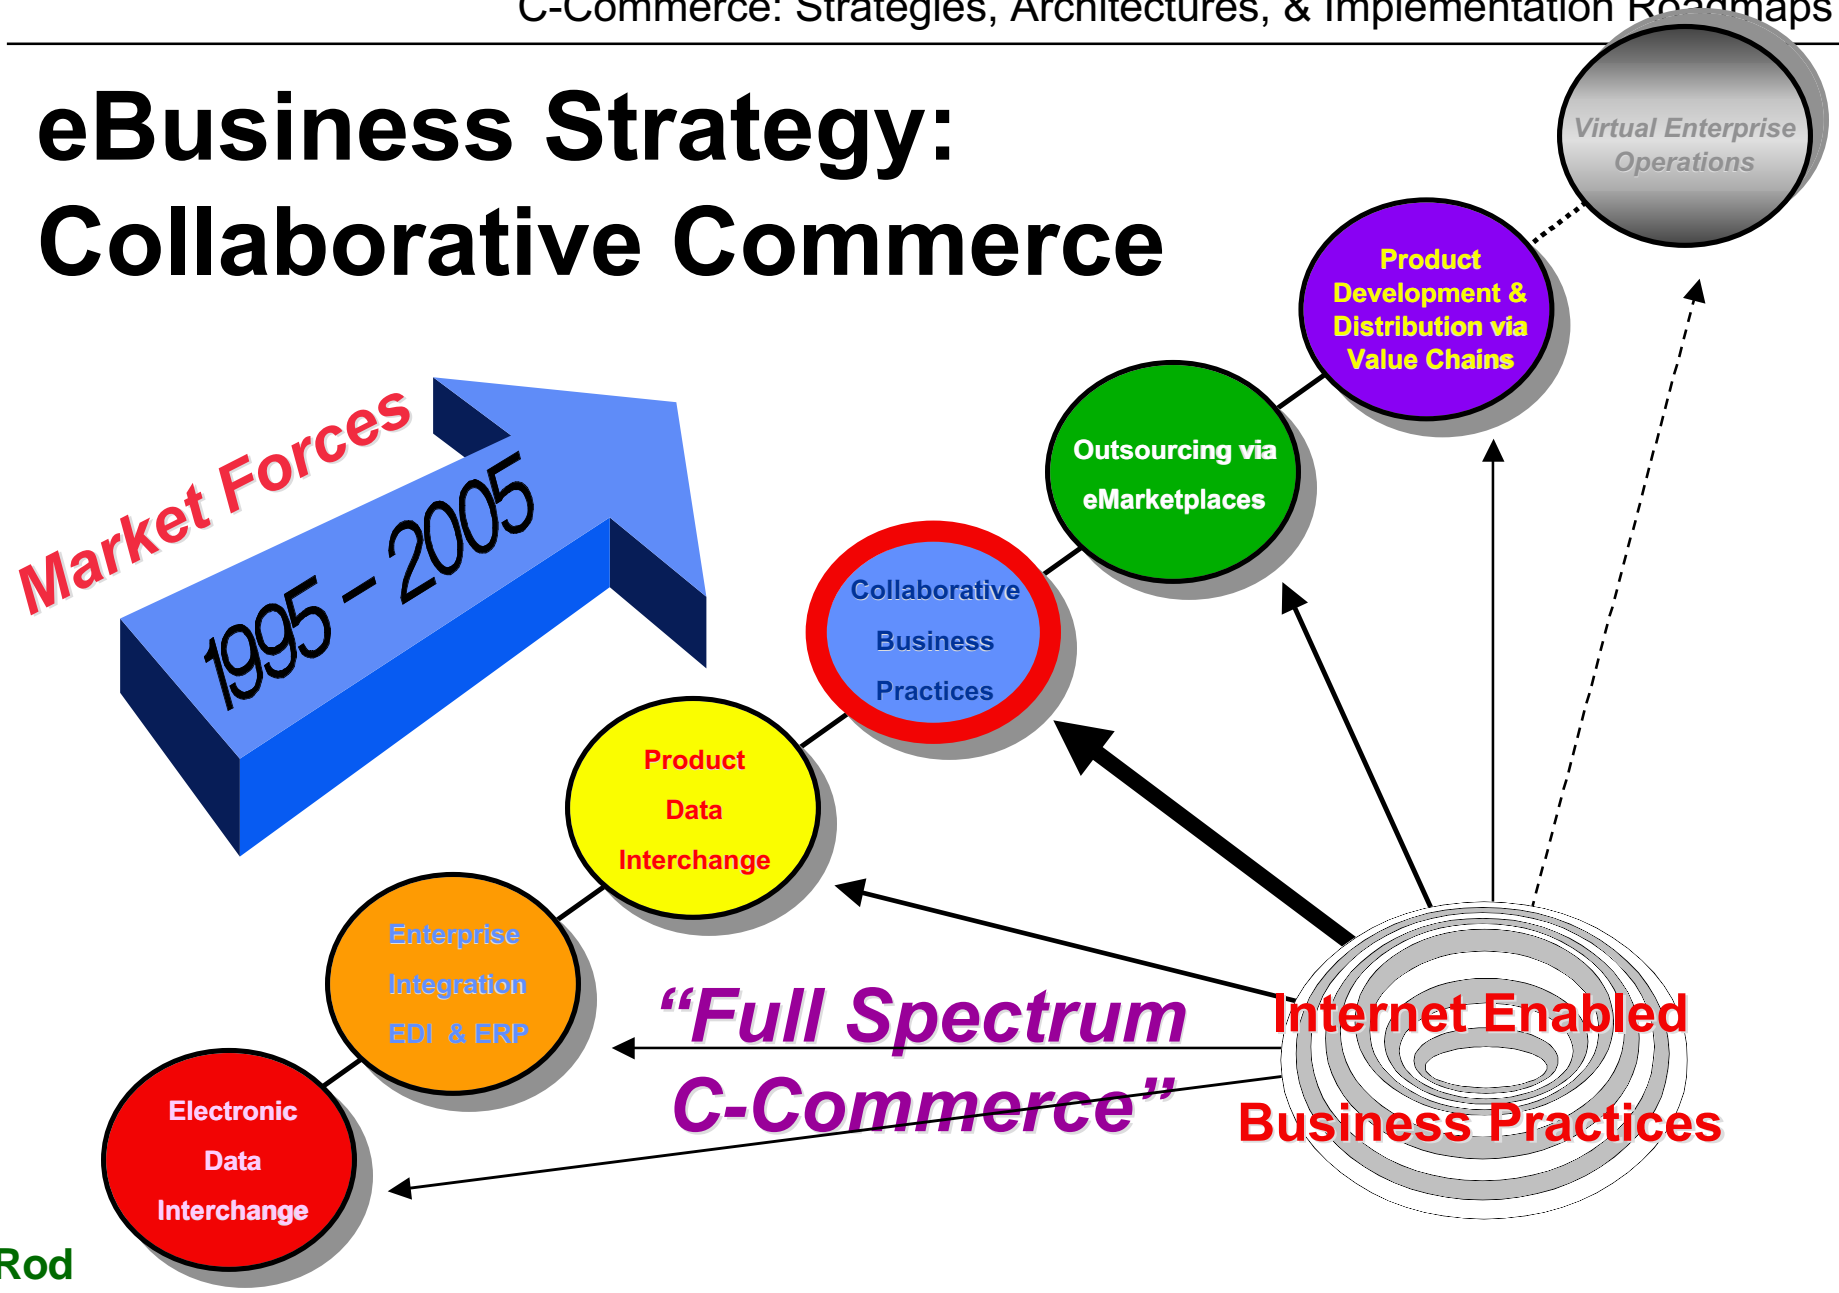 C-Commerce: Strategies, Architectures, & Implementation Roadmaps
eBusiness Strategy:
Collaborative Commerce
Virtual Enterprise
Operations
Product
Development &
Distribution via
Value Chains
Outsourcing via
eMarketplaces
Market Forces
1995 – 2005
Collaborative
Business
Practices
Product
Data
Interchange
Enterprise
Integration
EDI & ERP
“Full Spectrum
C-Commerce”
Internet Enabled
Business Practices
Electronic
Data
Interchange
Rod